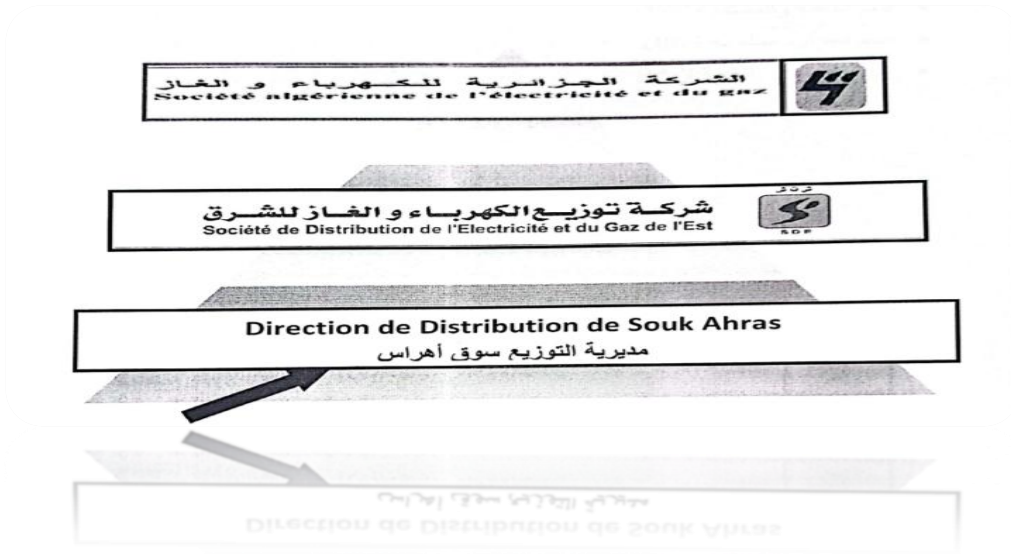 الشركة الجزائرية للكهرباء و الغاز
Société algérienne de l'électricité et du gaz
شركة توزيع الكهرباء و الغاز للشرق
Société de Distribution de l'Electricité et du Gaz de l'Est
SDE
Direction de Distribution de Souk Ahras
مديرية التوزيع سوق أهراس